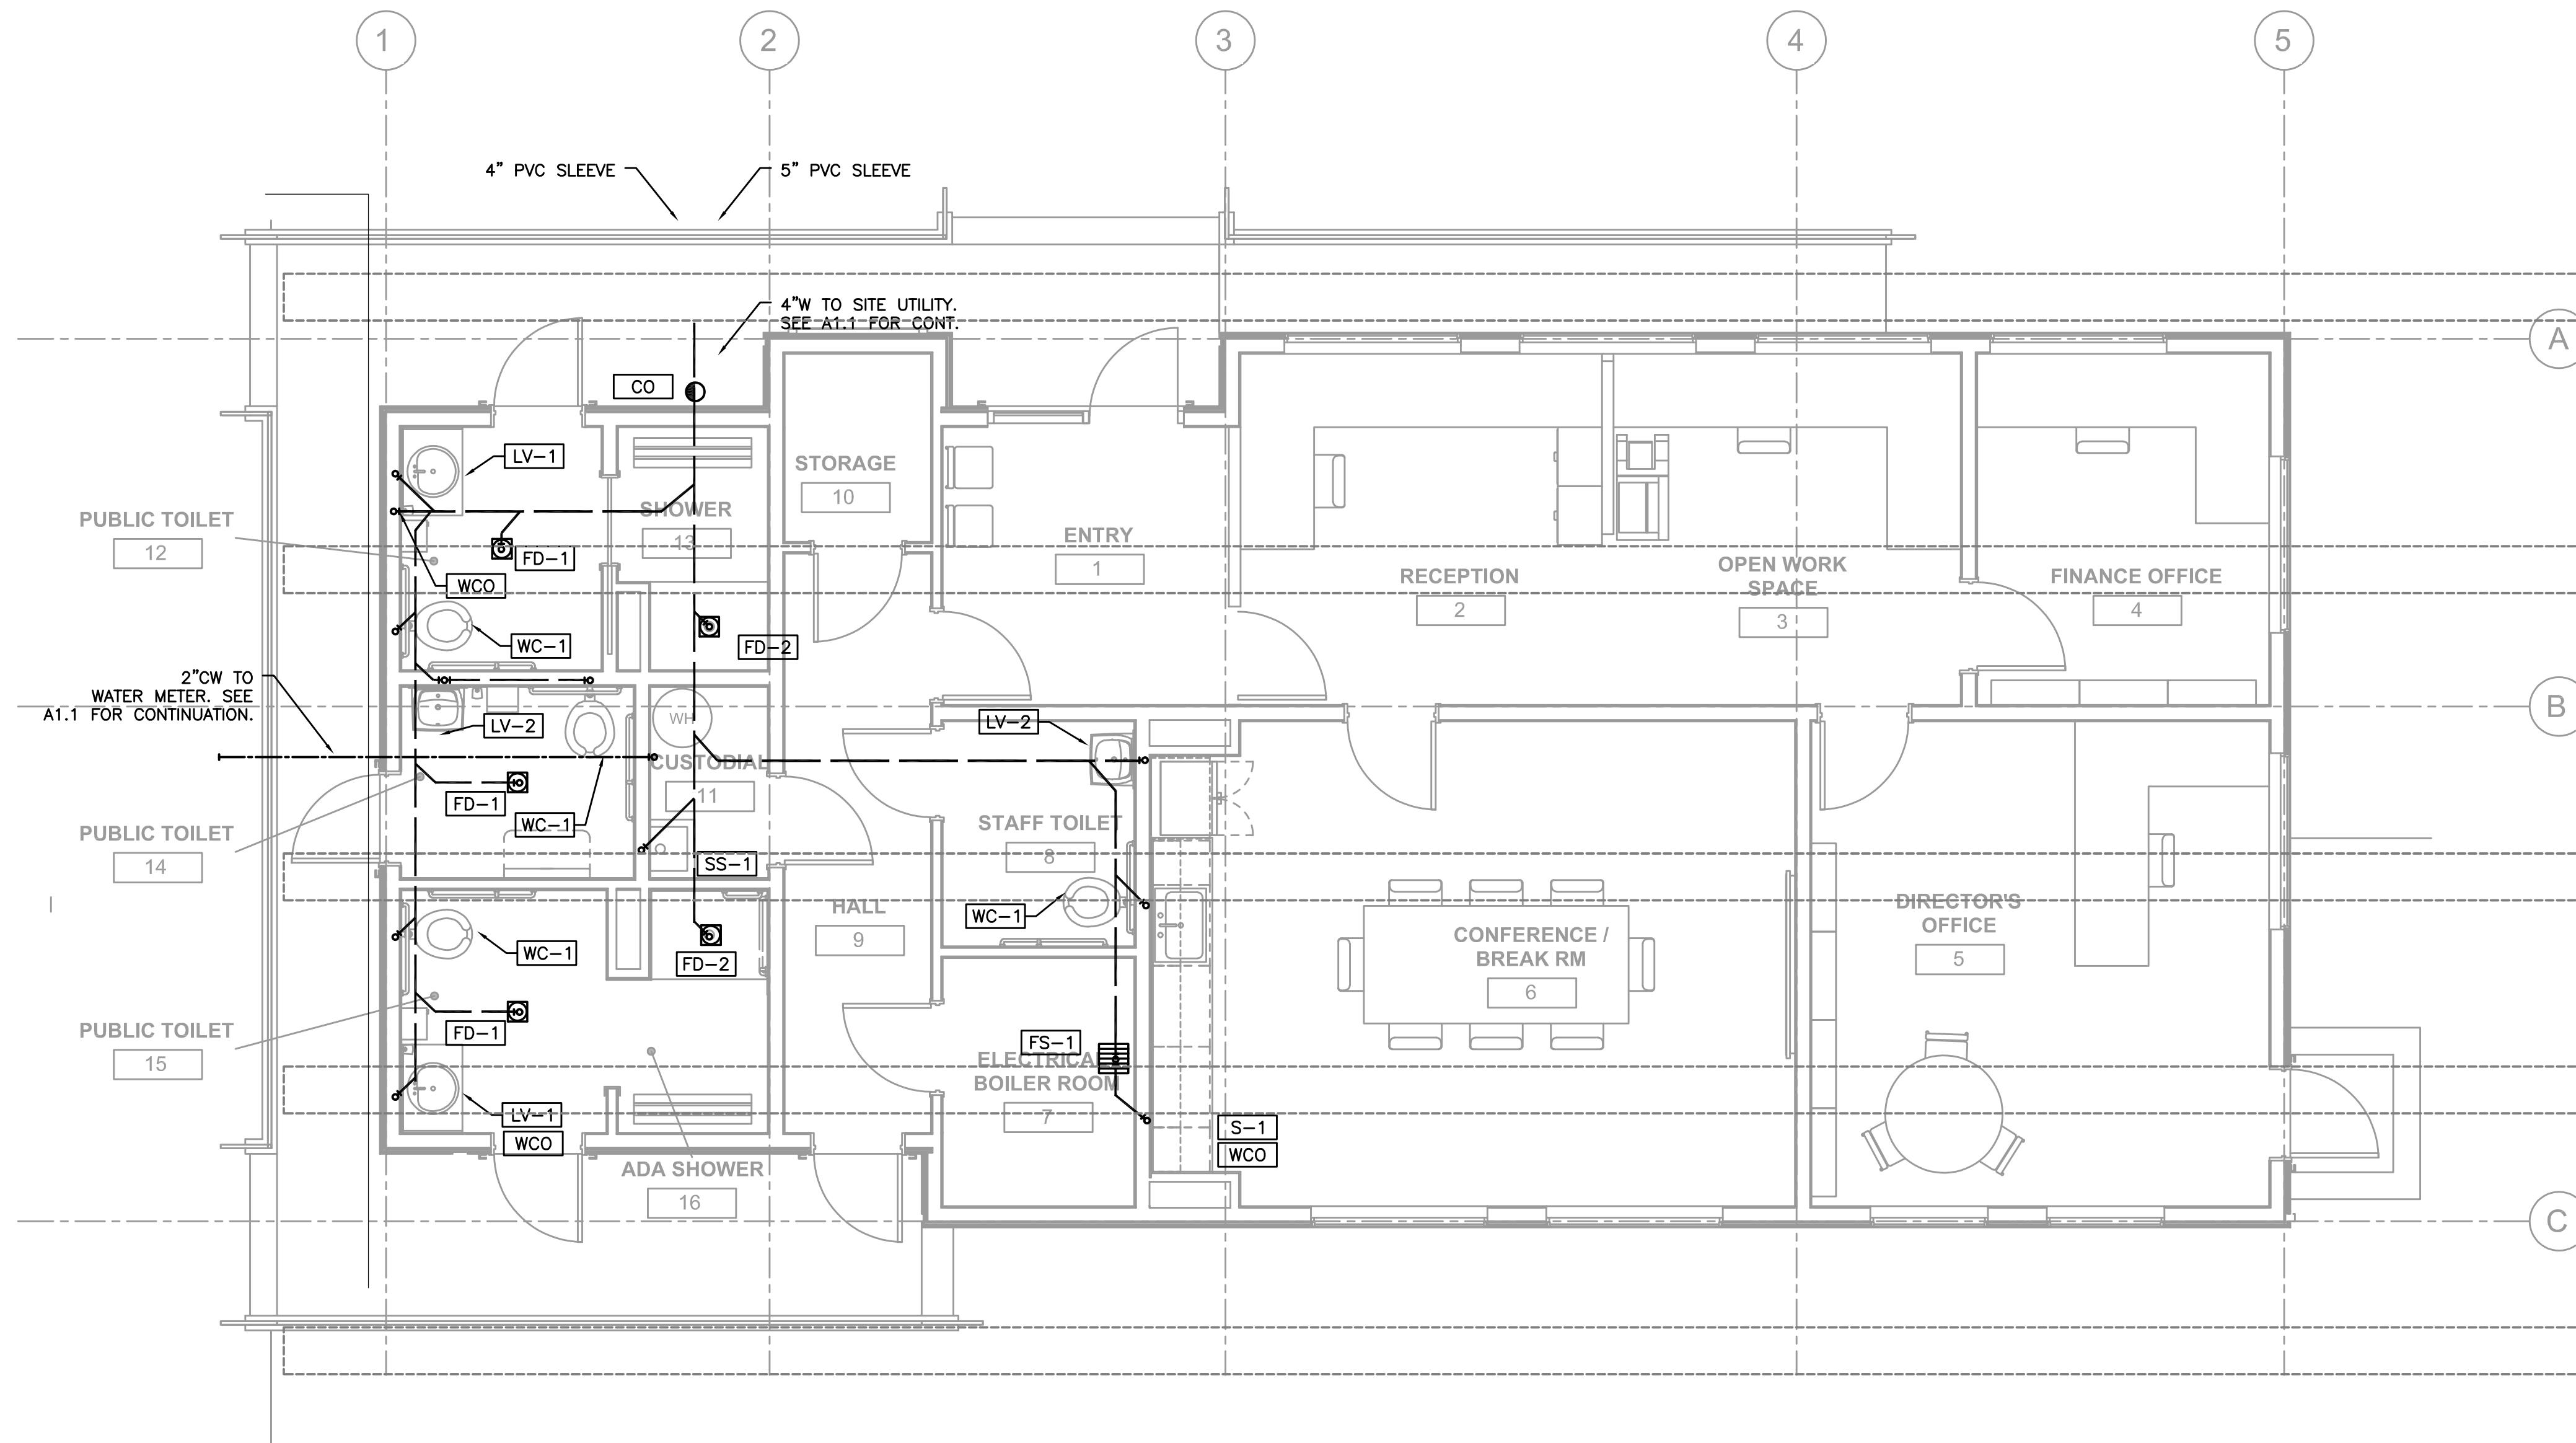 1
2
3
4
5
4” PVC SLEEVE
5” PVC SLEEVE
4”W TO SITE UTILITY.
SEE A1.1 FOR CONT.
A
CO
LV-1
STORAGE
10
PUBLIC TOILET
12
SHOWER
13
ENTRY
1
FD-1
WCO
RECEPTION
2
OPEN WORK
SPACE
3
FINANCE OFFICE
4
WC-1
FD-2
2”CW TO
WATER METER. SEE
A1.1 FOR CONTINUATION.
LV-2
WH
LV-2
B
CUSTODIAL
11
FD-1
WC-1
PUBLIC TOILET
14
STAFF TOILET
8
SS-1
WC-1
HALL
9
DIRECTOR'S
OFFICE
5
CONFERENCE /
BREAK RM
6
WC-1
FD-2
FD-1
PUBLIC TOILET
15
FS-1
ELECTRICAL
BOILER ROOM
7
LV-1
WCO
S-1
WCO
ADA SHOWER
16
C